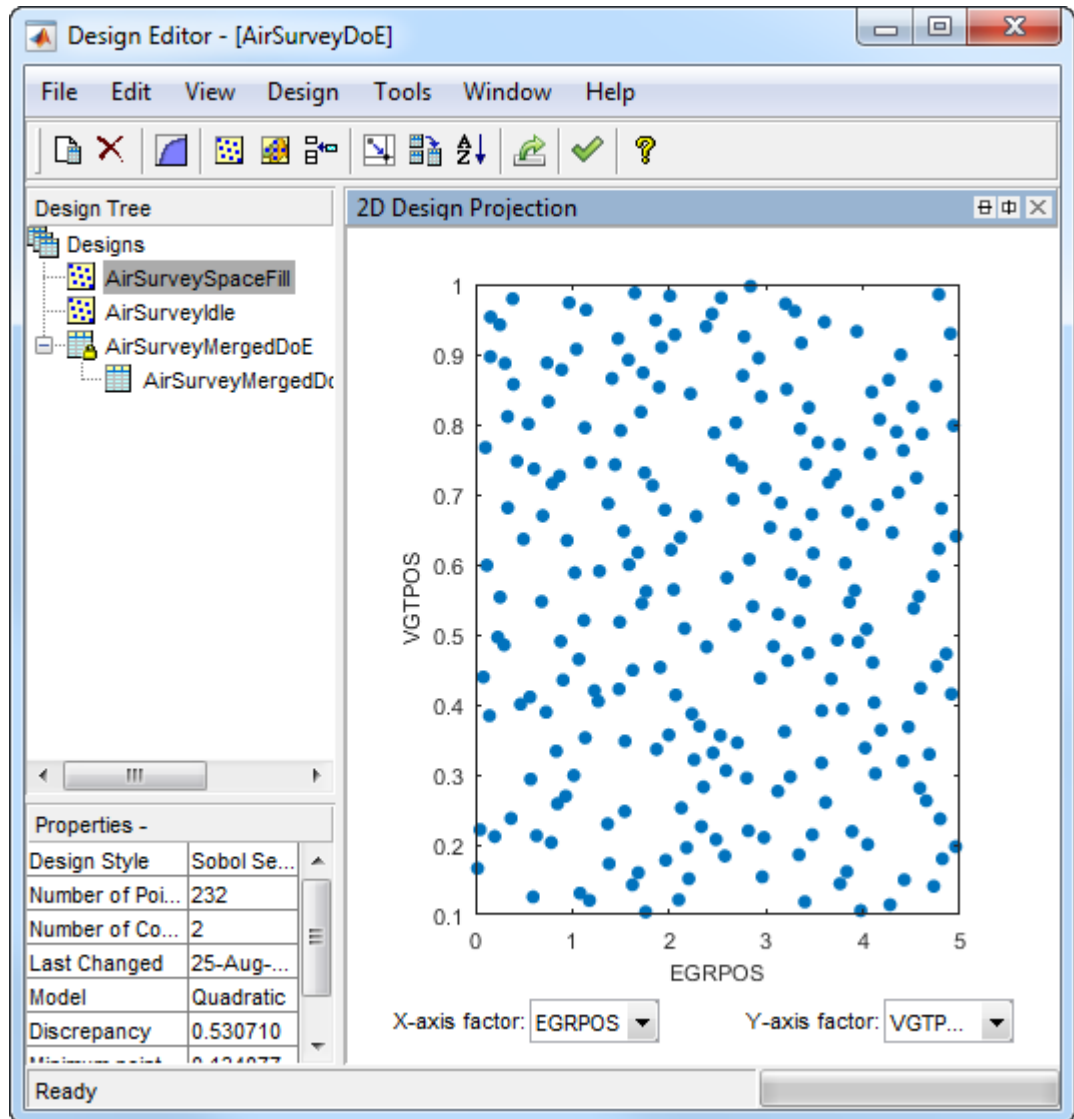 Design Editor - [AirSurveyDoE]
File Edit View Design Tools Window Help
Design Tree
Designs
AirSurveySpaceFill
AirSurveyIdle
AirSurveyMergedDoE
AirSurveyMergedDo
2D Design Projection
1
0.9
0.8
0.7
0.6
0.5
0.4
0.3
0.2
0.1
VGTPOS
0 1 2 3 4 5
EGRPOS
X-axis factor: EGRPOS
Y-axis factor: VGTP...
Properties -
Design Style Sobol Se...
Number of Poi... 232
Number of Co... 2
Last Changed 25-Aug-...
Model Quadratic
Discrepancy 0.530710
Ready